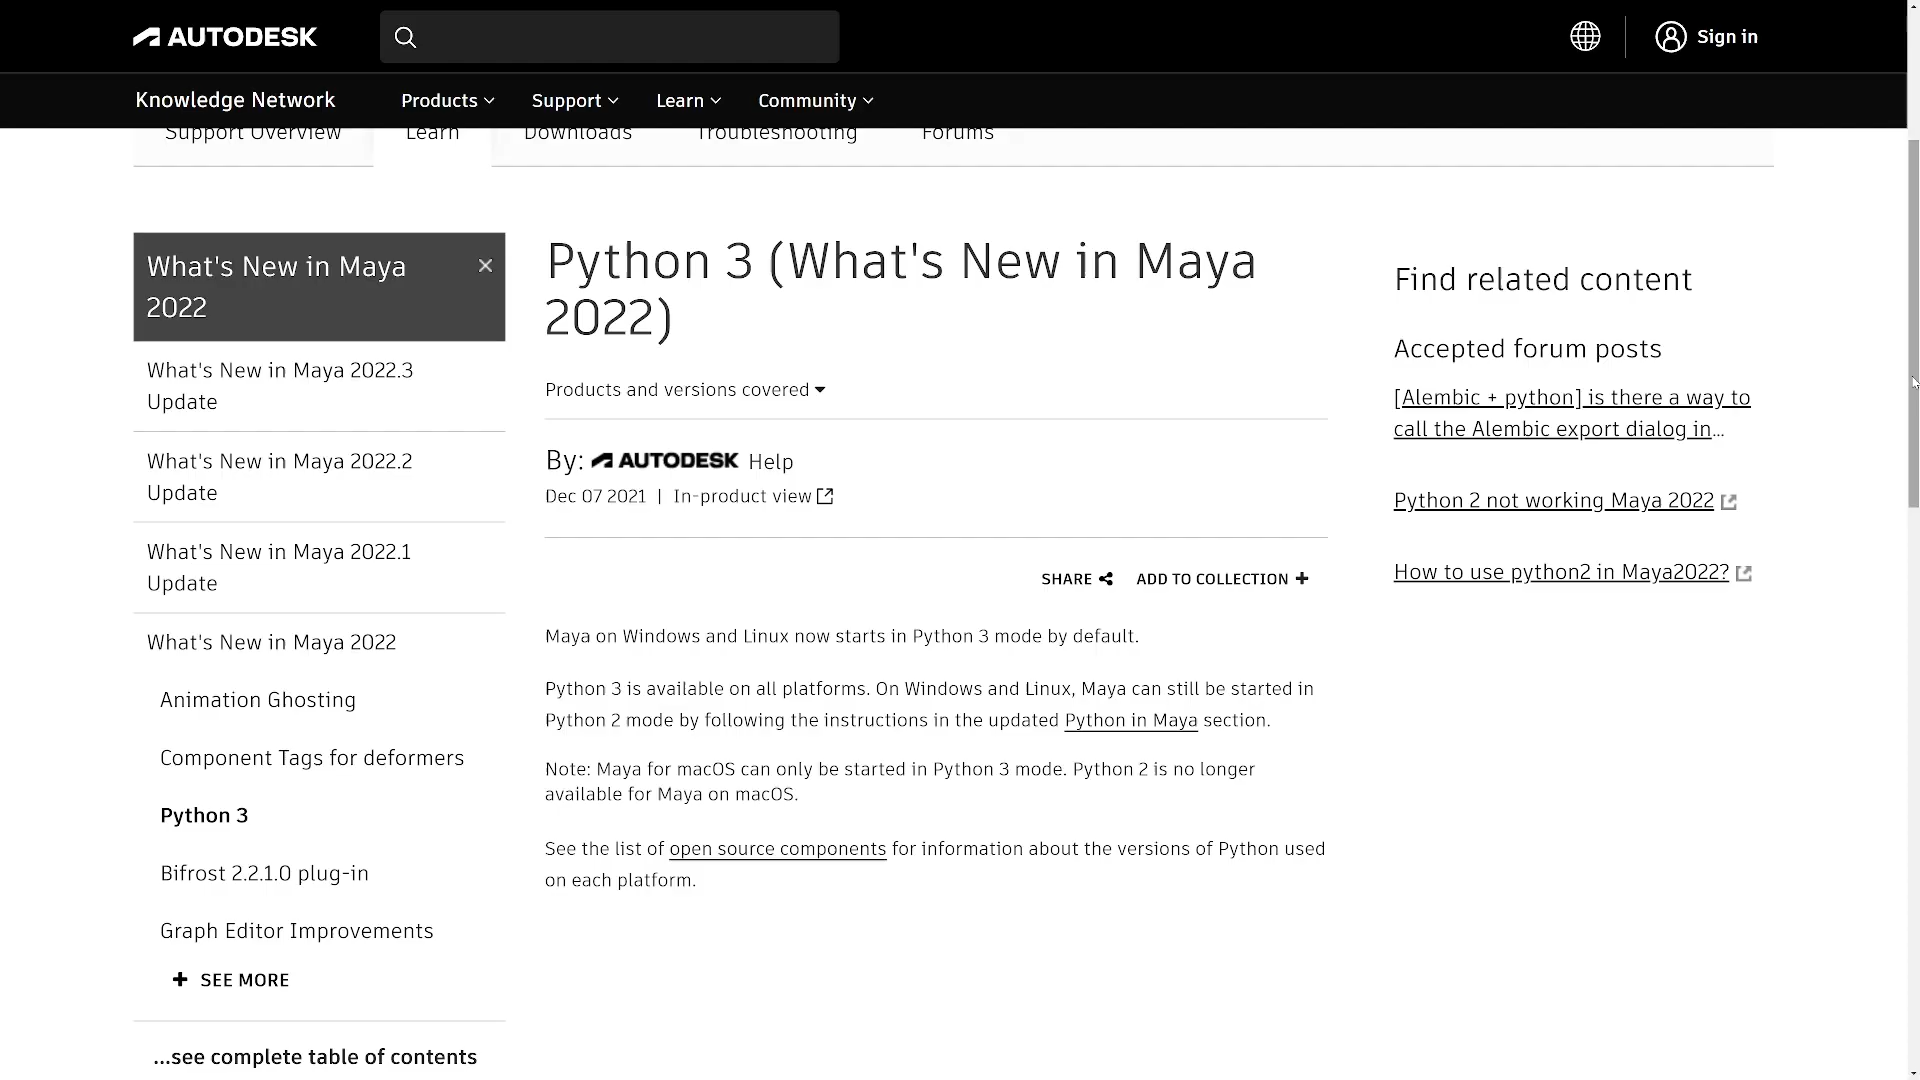 AUTODESK
Sign in
Knowledge Network
Products
Support
Learn
Community
Support Overview
Learn
Downloads
Troubleshooting
Forums
What's New in Maya
2022
What's New in Maya 2022.3
Update
What's New in Maya 2022.2
Update
What's New in Maya 2022.1
Update
What's New in Maya 2022
Animation Ghosting
Component Tags for deformers
Python 3
Bifrost 2.2.1.0 plug-in
Graph Editor Improvements
+ SEE MORE
...see complete table of contents
Python 3 (What's New in Maya
2022)
Products and versions covered
By: AUTODESK Help
Dec 07 2021 | In-product view
SHARE
ADD TO COLLECTION +
Maya on Windows and Linux now starts in Python 3 mode by default.
Python 3 is available on all platforms. On Windows and Linux, Maya can still be started in
Python 2 mode by following the instructions in the updated Python in Maya section.
Note: Maya for macOS can only be started in Python 3 mode. Python 2 is no longer
available for Maya on macOS.
See the list of open source components for information about the versions of Python used
on each platform.
Find related content
Accepted forum posts
[Alembic + python] is there a way to
call the Alembic export dialog in...
Python 2 not working Maya 2022
How to use python2 in Maya2022?